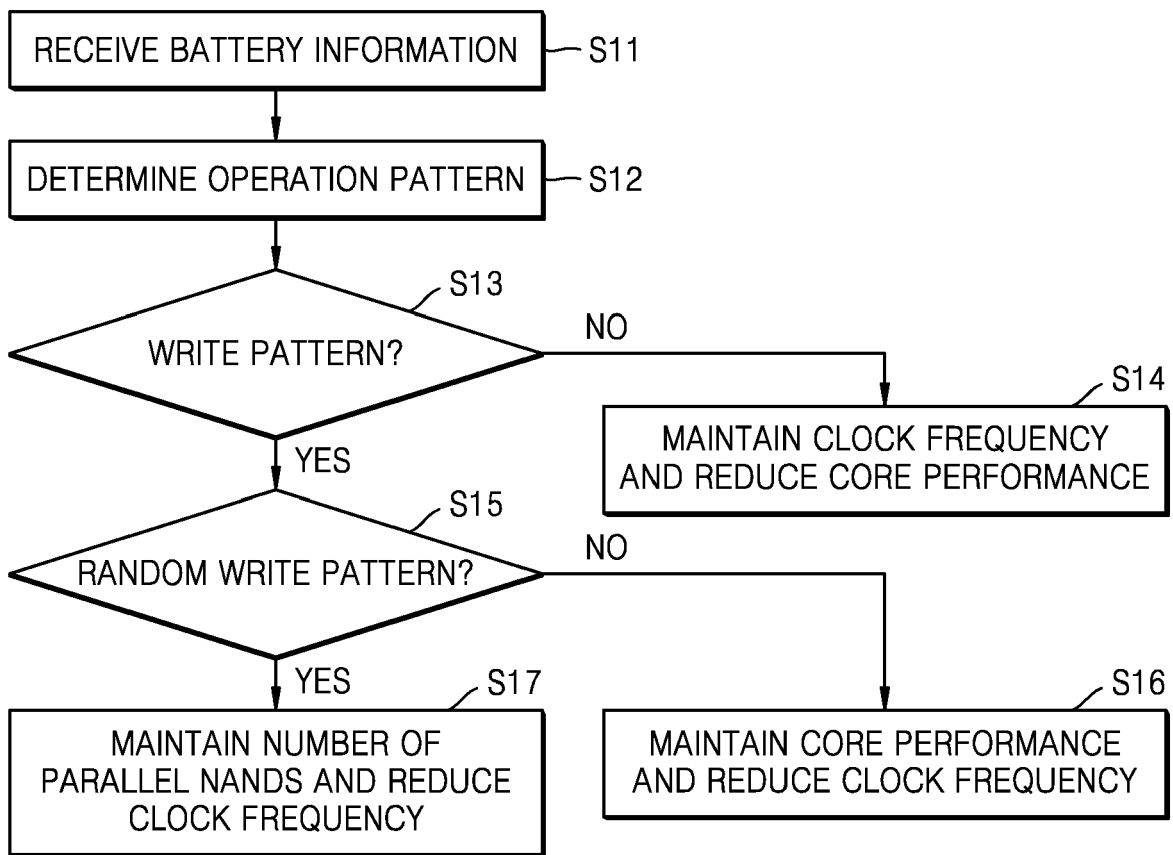 RECEIVE BATTERY INFORMATION
S11
DETERMINE OPERATION PATTERN
S12
S13
WRITE PATTERN?
NO
S14
MAINTAIN CLOCK FREQUENCY
AND REDUCE CORE PERFORMANCE
YES
S15
RANDOM WRITE PATTERN?
NO
YES
S17
MAINTAIN NUMBER OF
PARALLEL NANDS AND REDUCE
CLOCK FREQUENCY
S16
MAINTAIN CORE PERFORMANCE
AND REDUCE CLOCK FREQUENCY